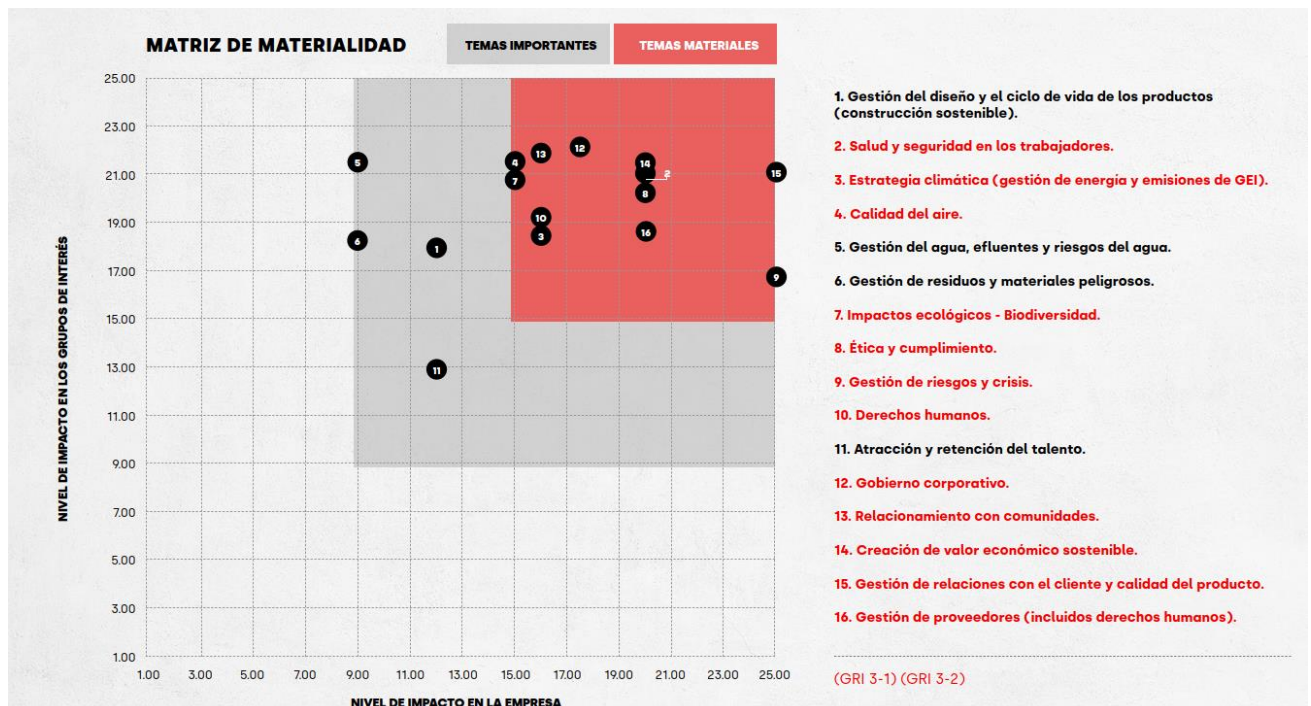 MATRIZ DE MATERIALIDAD
TEMAS IMPORTANTES
TEMAS MATERIALES
NIVEL DE IMPACTO EN LOS GRUPOS DE INTERÉS
25.00
23.00
21.00
19.00
17.00
15.00
13.00
11.00
9.00
7.00
5.00
3.00
1.00
12
13
5
4
14
7
2
15
8
10
3
16
6
1
9
11
1.00 3.00 5.00 7.00 9.00 11.00 13.00 15.00 17.00 19.00 21.00 23.00 25.00
NIVEL DE IMPACTO EN LA EMPRESA
1. Gestión del diseño y el ciclo de vida de los productos
(construcción sostenible).
2. Salud y seguridad en los trabajadores.
3. Estrategia climática (gestión de energía y emisiones de GEI).
4. Calidad del aire.
5. Gestión del agua, efluentes y riesgos del agua.
6. Gestión de residuos y materiales peligrosos.
7. Impactos ecológicos - Biodiversidad.
8. Ética y cumplimiento.
9. Gestión de riesgos y crisis.
10. Derechos humanos.
11. Atracción y retención del talento.
12. Gobierno corporativo.
13. Relacionamiento con comunidades.
14. Creación de valor económico sostenible.
15. Gestión de relaciones con el cliente y calidad del producto.
16. Gestión de proveedores (incluidos derechos humanos).
(GRI 3-1) (GRI 3-2)